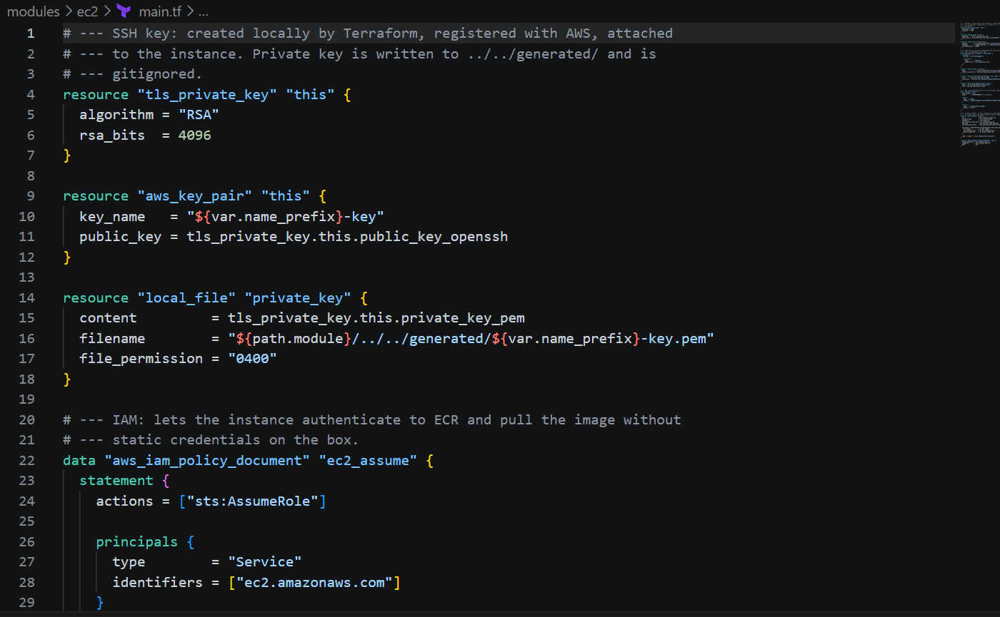 modules > ec2 > main.tf > ...
1 # --- SSH key: created locally by Terraform, registered with AWS, attached
2 # --- to the instance. Private key is written to ../../generated/ and is
3 # --- gitignored.
4 resource "tls_private_key" "this" {
5   algorithm = "RSA"
6   rsa_bits  = 4096
7 }
8
9 resource "aws_key_pair" "this" {
10   key_name   = "${var.name_prefix}-key"
11   public_key = tls_private_key.this.public_key_openssh
12 }
13
14 resource "local_file" "private_key" {
15   content         = tls_private_key.this.private_key_pem
16   filename        = "${path.module}/../../generated/${var.name_prefix}-key.pem"
17   file_permission = "0400"
18 }
19
20 # --- IAM: lets the instance authenticate to ECR and pull the image without
21 # --- static credentials on the box.
22 data "aws_iam_policy_document" "ec2_assume" {
23   statement {
24     actions = ["sts:AssumeRole"]
25
26     principals {
27       type        = "Service"
28       identifiers = ["ec2.amazonaws.com"]
29     }